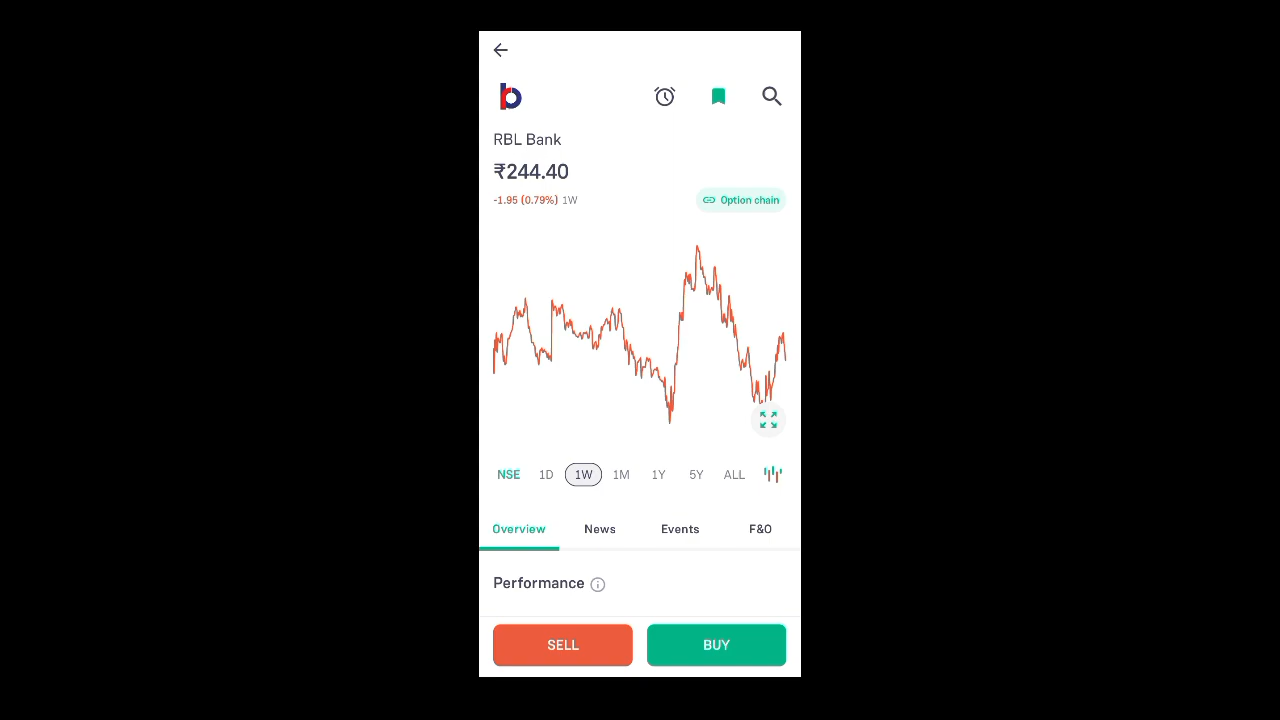 RBL Bank
₹244.40
-1.95 (0.79%) 1W
Option chain
NSE 1D 1W 1M 1Y 5Y ALL
Overview News Events F&O
Performance
SELL BUY